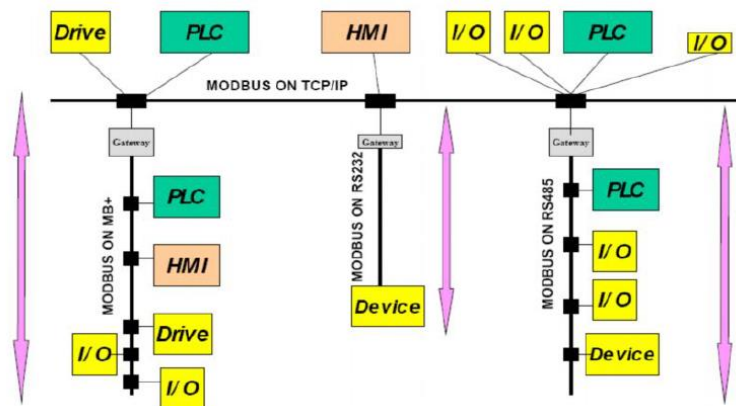 Drive
PLC
HMI
I/O
I/O
PLC
I/O
MODBUS ON TCP/IP
Gateway
Gateway
Gateway
MODBUS ON MB+
PLC
HMI
Drive
I/O
I/O
MODBUS ON RS232
Device
MODBUS ON RS485
PLC
I/O
I/O
Device